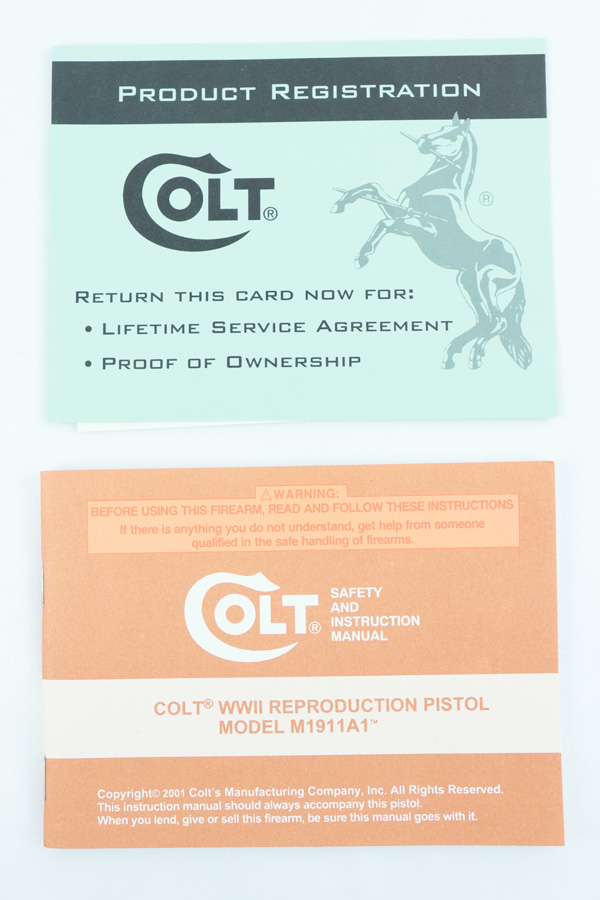 PRODUCT REGISTRATION
COLT®
®
RETURN THIS CARD NOW FOR:
• LIFETIME SERVICE AGREEMENT
• PROOF OF OWNERSHIP
⚠WARNING:
BEFORE USING THIS FIREARM, READ AND FOLLOW THESE INSTRUCTIONS
If there is anything you do not understand, get help from someone
qualified in the safe handling of firearms.
COLT®
SAFETY
AND
INSTRUCTION
MANUAL
COLT® WWII REPRODUCTION PISTOL
MODEL M1911A1™
Copyright© 2001 Colt's Manufacturing Company, Inc. All Rights Reserved.
This instruction manual should always accompany this pistol.
When you lend, give or sell this firearm, be sure this manual goes with it.